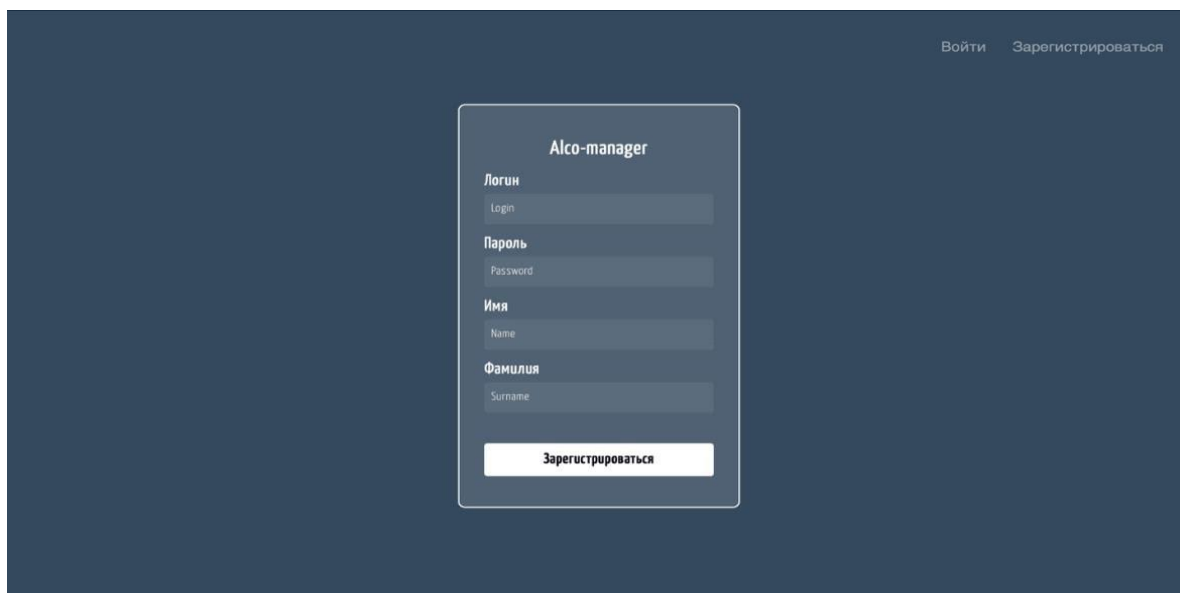 Войти Зарегистрироваться
Alco-manager
Логин
Login
Пароль
Password
Имя
Name
Фамилия
Surname
Зарегистрироваться